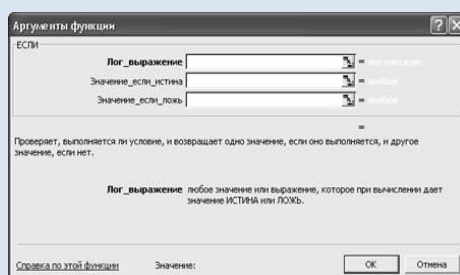 Аргументы функции
ЕСЛИ
Лог_выражение = логическое
Значение_если_истина = любое
Значение_если_ложь = любое
=
Проверяет, выполняется ли условие, и возвращает одно значение, если оно выполняется, и другое
значение, если нет.
Лог_выражение любое значение или выражение, которое при вычислении дает
значение ИСТИНА или ЛОЖЬ.
Справка по этой функции Значение: ОК Отмена